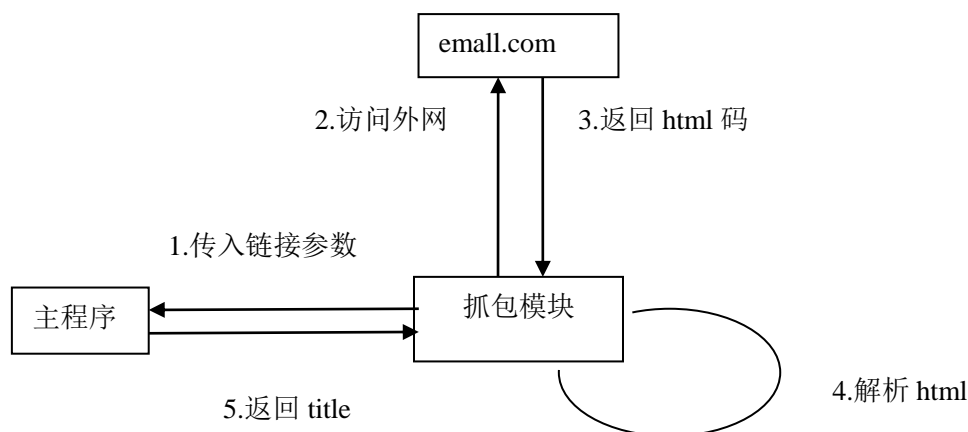 emall.com
2.访问外网
3.返回 html 码
1.传入链接参数
主程序
抓包模块
4.解析 html
5.返回 title